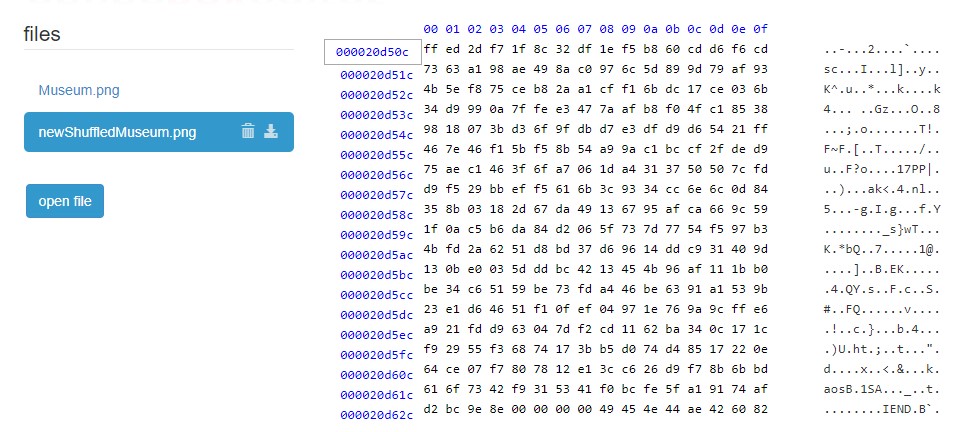 files
Museum.png
newShuffledMuseum.png
open file
00 01 02 03 04 05 06 07 08 09 0a 0b 0c 0d 0e 0f
000020d50c ff ed 2d f7 1f 8c 32 df 1e f5 b8 60 cd d6 f6 cd ..-...2....`....
000020d51c 73 63 a1 98 ae 49 8a c0 97 6c 5d 89 9d 79 af 93 sc...I...l]..y..
000020d52c 4b 5e f8 75 ce b8 2a a1 cf f1 6b dc 17 ce 03 6b K^.u..*...k....k
000020d53c 34 d9 99 0a 7f fe e3 47 7a af b8 f0 4f c1 85 38 4... ..Gz...O..8
000020d54c 98 18 07 3b d3 6f 9f db d7 e3 df d9 d6 54 21 ff ...;.o.......T!.
000020d55c 46 7e 46 f1 5b f5 8b 54 a9 9a c1 bc cf 2f de d9 F~F.[..T...../..
000020d56c 75 ae c1 46 3f 6f a7 06 1d a4 31 37 50 50 7c fd u..F?o....17PP|.
000020d57c d9 f5 29 bb ef f5 61 6b 3c 93 34 cc 6e 6c 0d 84 ..)...ak<.4.nl..
000020d58c 35 8b 03 18 2d 67 da 49 13 67 95 af ca 66 9c 59 5...-g.I.g...f.Y
000020d59c 1f 0a c5 b6 da 84 d2 06 5f 73 7d 77 54 f5 97 b3 ........_s}wT...
000020d5ac 4b fd 2a 62 51 d8 bd 37 d6 96 14 dd c9 31 40 9d K.*bQ..7.....1@.
000020d5bc 13 0b e0 03 5d dd bc 42 13 45 4b 96 af 11 1b b0 ....]..B.EK.....
000020d5cc be 34 c6 51 59 be 73 fd a4 46 be 63 91 a1 53 9b .4.QY.s..F.c..S.
000020d5dc 23 e1 d6 46 51 f1 0f ef 04 97 1e 76 9a 9c ff e6 #..FQ......v....
000020d5ec a9 21 fd d9 63 04 7d f2 cd 11 62 ba 34 0c 17 1c .!..c.}...b.4...
000020d5fc f9 29 55 f3 68 74 17 3b b5 d0 74 d4 85 17 22 0e .)U.ht.;..t...".
000020d60c 64 ce 07 f7 80 78 12 e1 3c c6 26 d9 f7 8b 6b bd d....x..<.&...k.
000020d61c 61 6f 73 42 f9 31 53 41 f0 bc fe 5f a1 91 74 af aosB.1SA..._..t.
000020d62c d2 bc 9e 8e 00 00 00 00 49 45 4e 44 ae 42 60 82 ........IEND.B`.